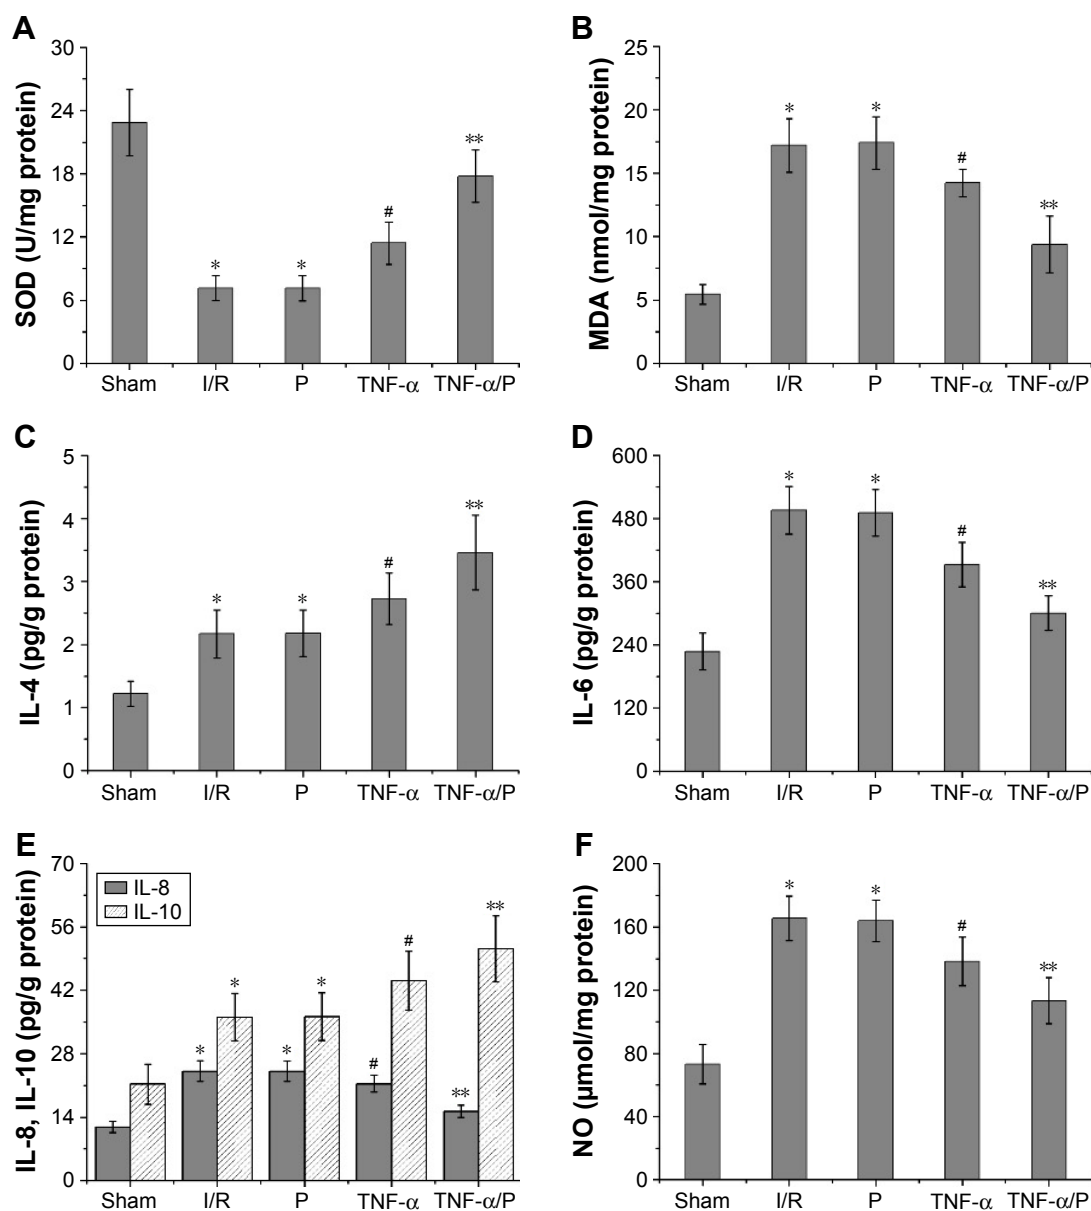 A
SOD (U/mg protein)
30
24
18
12
6
0
*
*
#
**
Sham
I/R
P
TNF-α
TNF-α/P
B
MDA (nmol/mg protein)
25
20
15
10
5
0
*
*
#
**
Sham
I/R
P
TNF-α
TNF-α/P
C
IL-4 (pg/g protein)
5
4
3
2
1
0
*
*
#
**
Sham
I/R
P
TNF-α
TNF-α/P
D
IL-6 (pg/g protein)
600
480
360
240
120
0
*
*
#
**
Sham
I/R
P
TNF-α
TNF-α/P
E
IL-8, IL-10 (pg/g protein)
70
56
42
28
14
0
IL-8
IL-10
*
*
*
*
#
#
**
**
Sham
I/R
P
TNF-α
TNF-α/P
F
NO (μmol/mg protein)
200
160
120
80
40
0
*
*
#
**
Sham
I/R
P
TNF-α
TNF-α/P